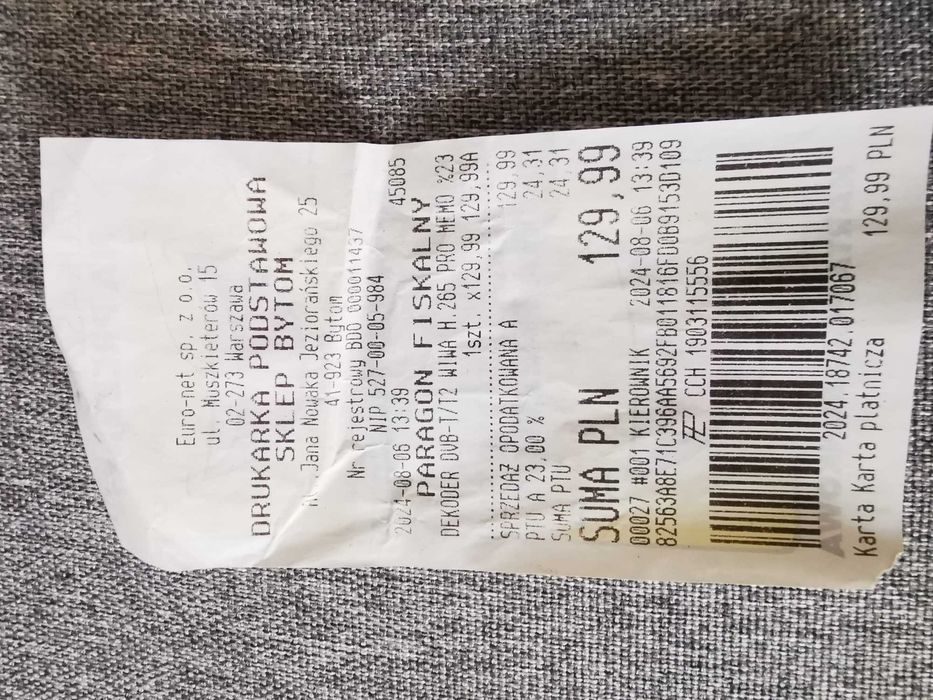 Euro-net sp. z o.o.
ul. Muszkieterów 15
02-273 Warszawa
DRUKARKA PODSTAWOWA
SKLEP BYTOM
Jana Nowaka Jeziorańskiego 25
41-923 Bytom
Nr rejestrowy BDO 000011437
NIP 527-00-05-984
2024-08-06 13:39 45085
PARAGON FISKALNY
DEKODER DVB-T/T2 WIWA H.265 PRO MEMO %23
1szt. x129,99 129,99A
SPRZEDAŻ OPODATKOWANA A 129,99
PTU A 23,00 % 24,31
SUMA PTU 24,31
SUMA PLN 129,99
00027 #001 KIEROWNIK 2024-08-06 13:39
82563A8E71C396AA5692FB011816FD0B9153D109
CCH 1903115556
2024.18742.017067
Karta Karta płatnicza 129,99 PLN